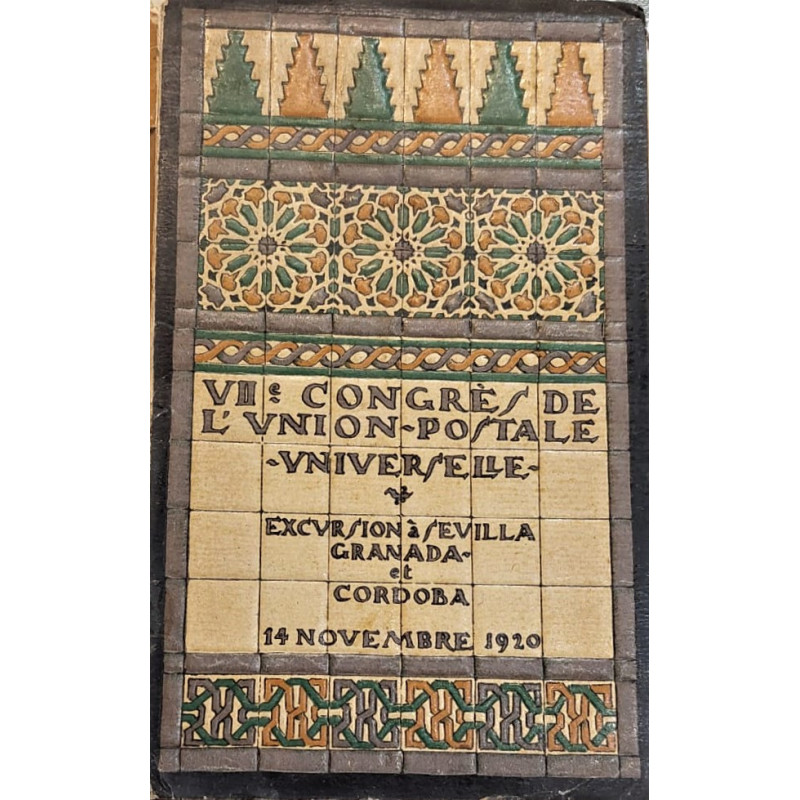 VIIe CONGRÈS DE
L'VNION-POSTALE
-VNIVERSELLE-
EXCVRSION à SEVILLA
GRANADA-
et
CORDOBA
14 NOVEMBRE 1920